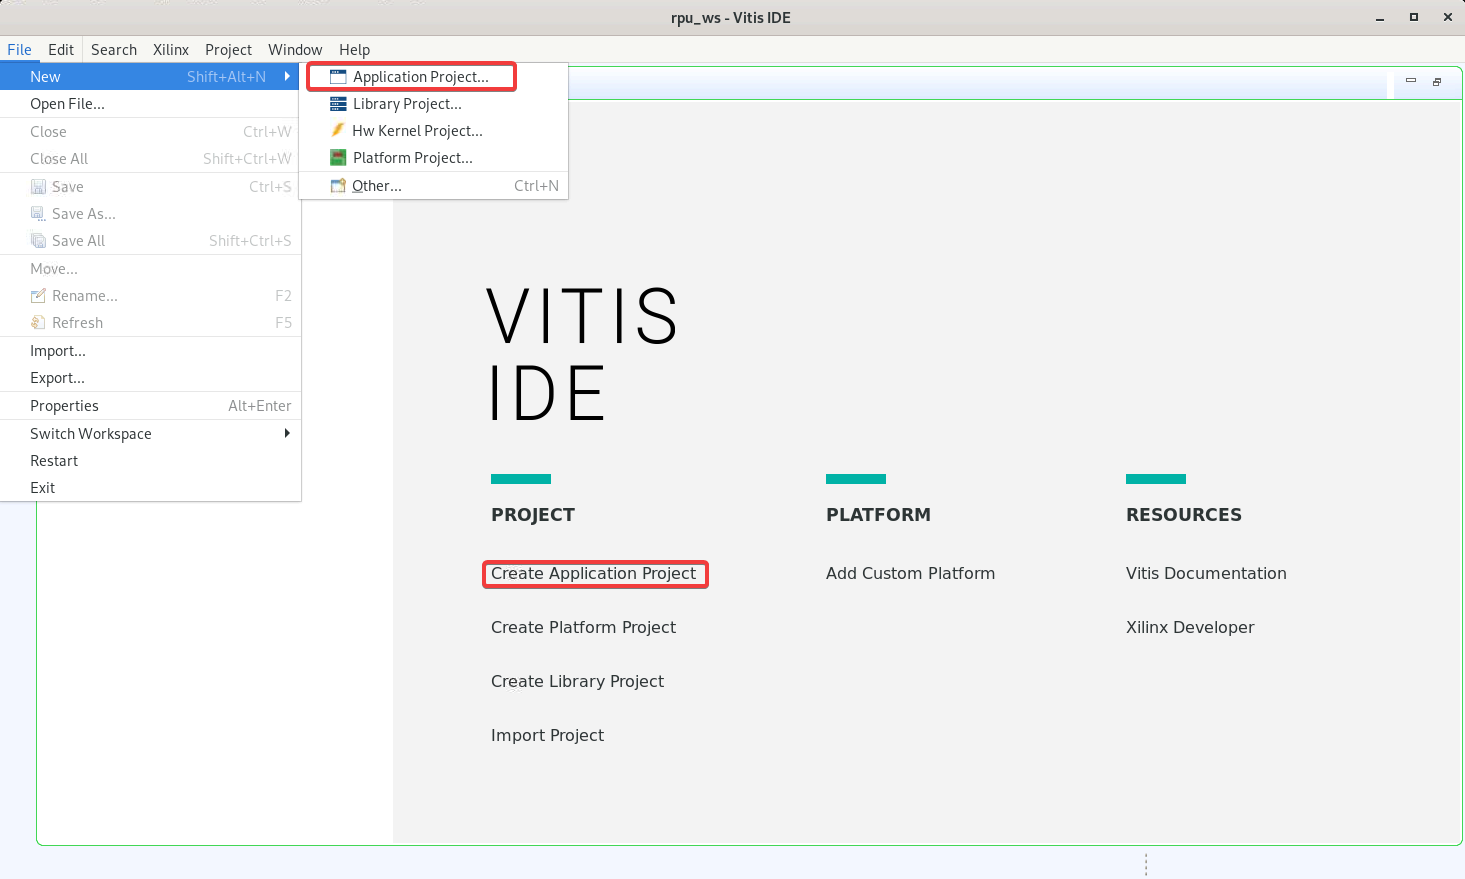 rpu_ws - Vitis IDE
File Edit Search Xilinx Project Window Help
New Shift+Alt+N
Open File...
Close Ctrl+W
Close All Shift+Ctrl+W
Save Ctrl+S
Save As...
Save All Shift+Ctrl+S
Move...
Rename... F2
Refresh F5
Import...
Export...
Properties Alt+Enter
Switch Workspace
Restart
Exit
Application Project...
Library Project...
Hw Kernel Project...
Platform Project...
Other... Ctrl+N
VITIS
IDE
PROJECT
Create Application Project
Create Platform Project
Create Library Project
Import Project
PLATFORM
Add Custom Platform
RESOURCES
Vitis Documentation
Xilinx Developer